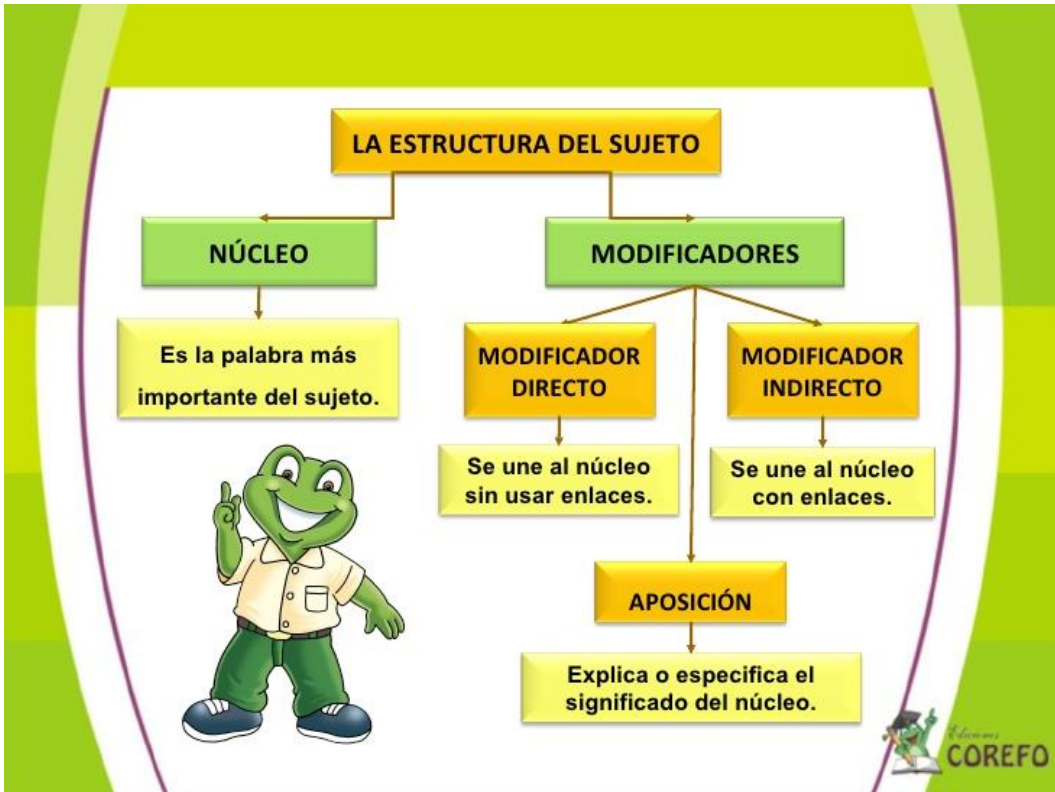 LA ESTRUCTURA DEL SUJETO
NÚCLEO
Es la palabra más
importante del sujeto.
MODIFICADORES
MODIFICADOR
DIRECTO
Se une al núcleo
sin usar enlaces.
MODIFICADOR
INDIRECTO
Se une al núcleo
con enlaces.
APOSICIÓN
Explica o especifica el
significado del núcleo.
Ediciones
COREFO